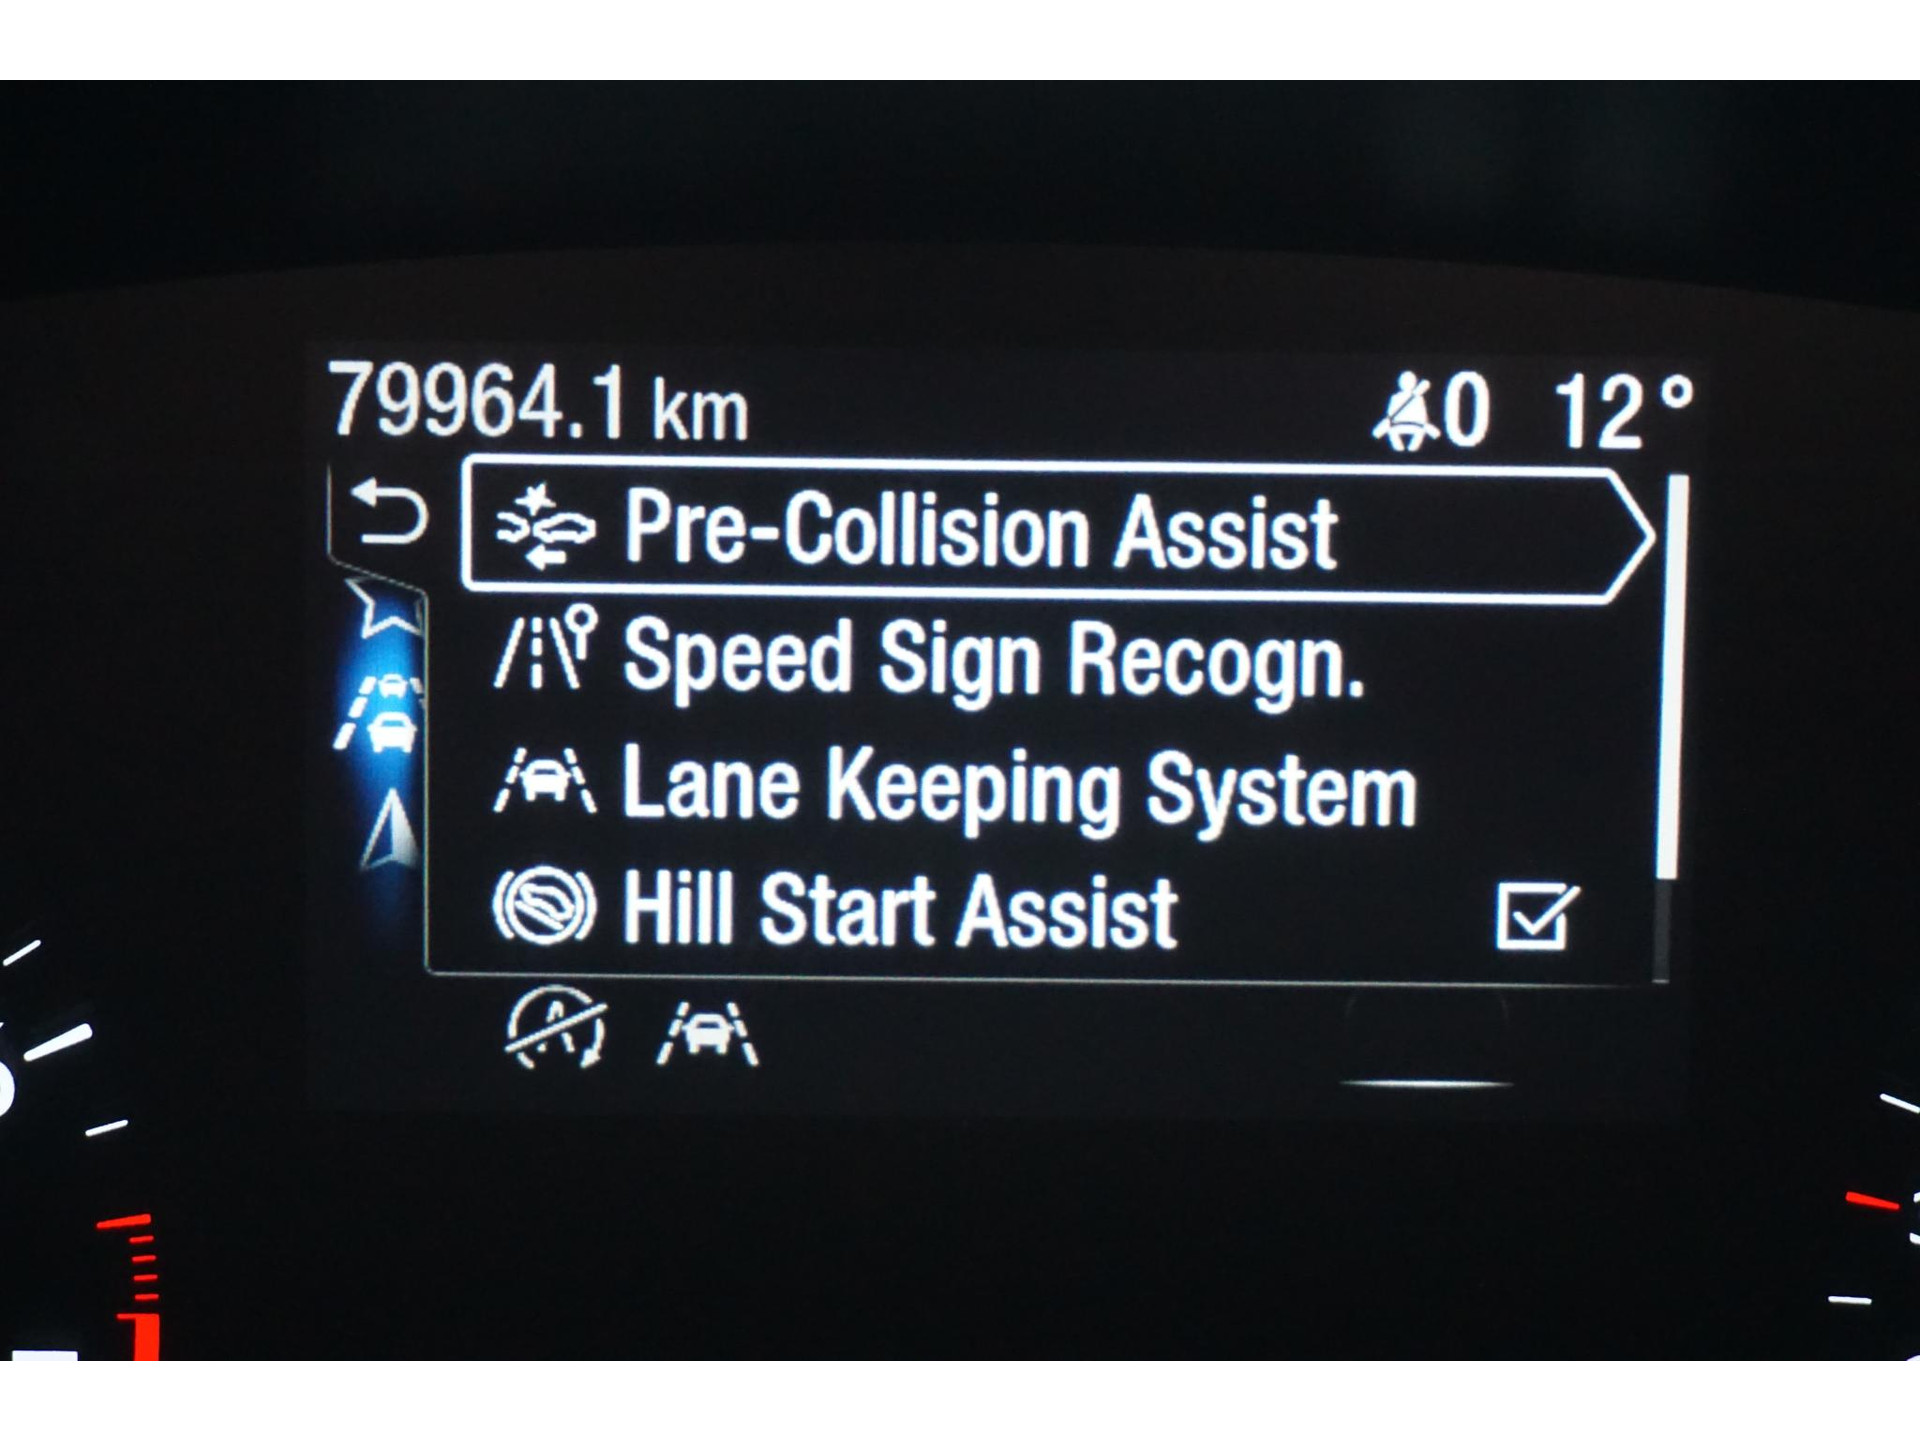 79964.1 km 0 12°
Pre-Collision Assist
Speed Sign Recogn.
Lane Keeping System
Hill Start Assist